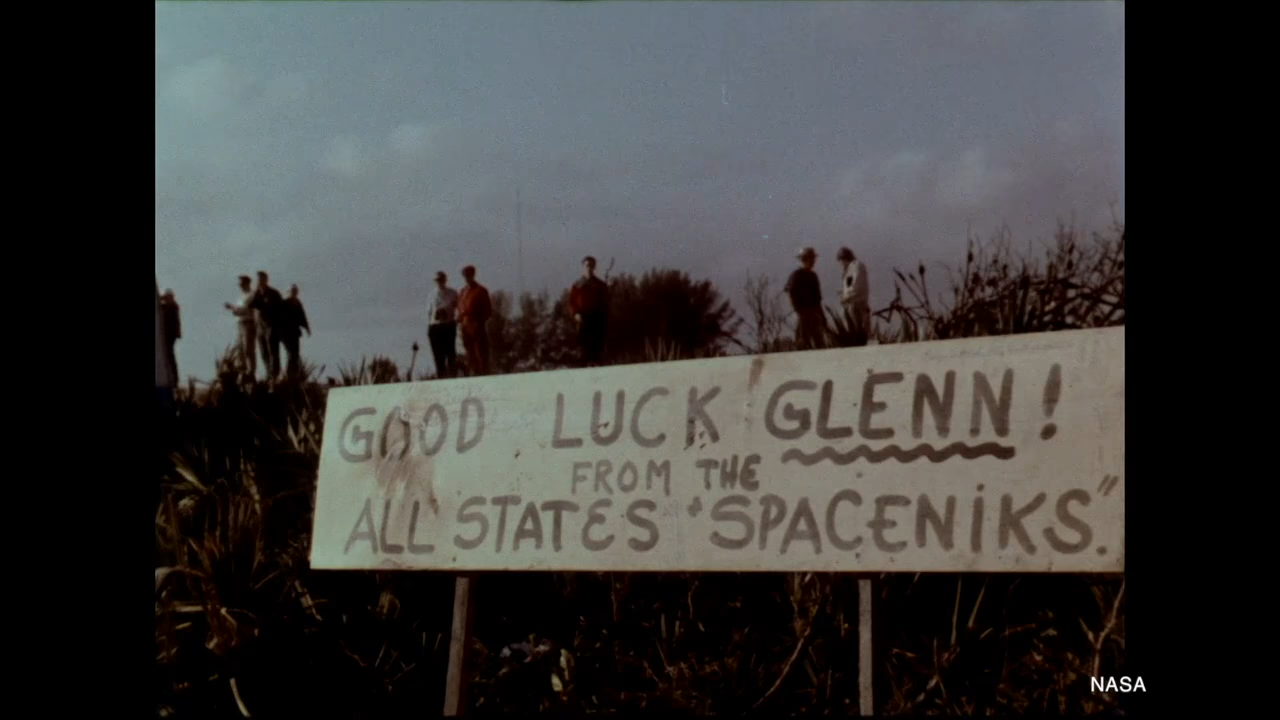 GOOD LUCK GLENN!
FROM THE
ALL STATES "SPACENIKS."
NASA